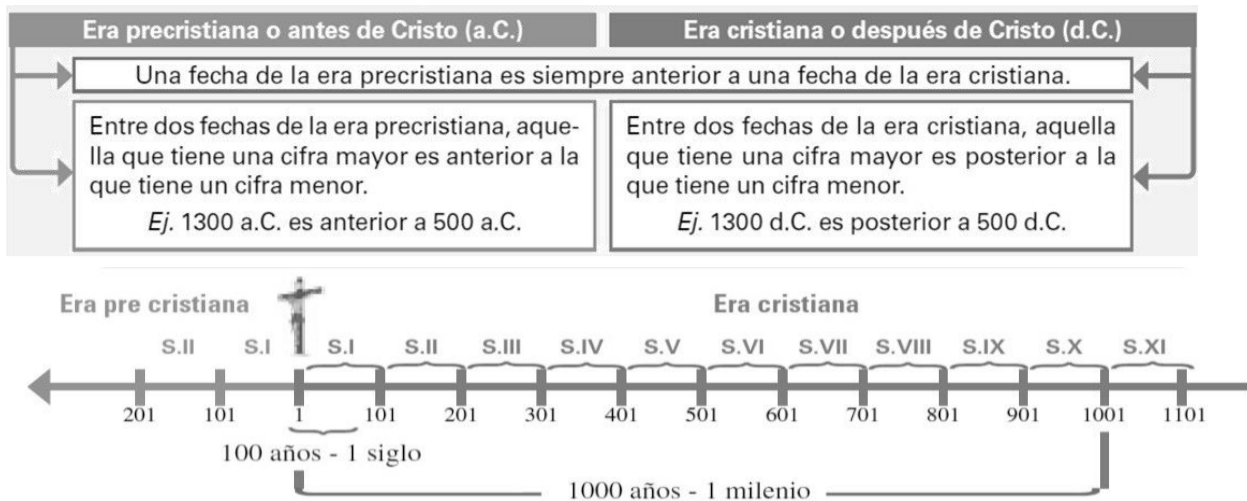 Era precristiana o antes de Cristo (a.C.)
Era cristiana o después de Cristo (d.C.)
Una fecha de la era precristiana es siempre anterior a una fecha de la era cristiana.
Entre dos fechas de la era precristiana, aque-
lla que tiene una cifra mayor es anterior a la
que tiene un cifra menor.
Ej. 1300 a.C. es anterior a 500 a.C.
Entre dos fechas de la era cristiana, aquella
que tiene una cifra mayor es posterior a la
que tiene un cifra menor.
Ej. 1300 d.C. es posterior a 500 d.C.
Era pre cristiana
Era cristiana
S.II S.I S.I S.II S.III S.IV S.V S.VI S.VII S.VIII S.IX S.X S.XI
201 101 1 101 201 301 401 501 601 701 801 901 1001 1101
100 años - 1 siglo
1000 años - 1 milenio